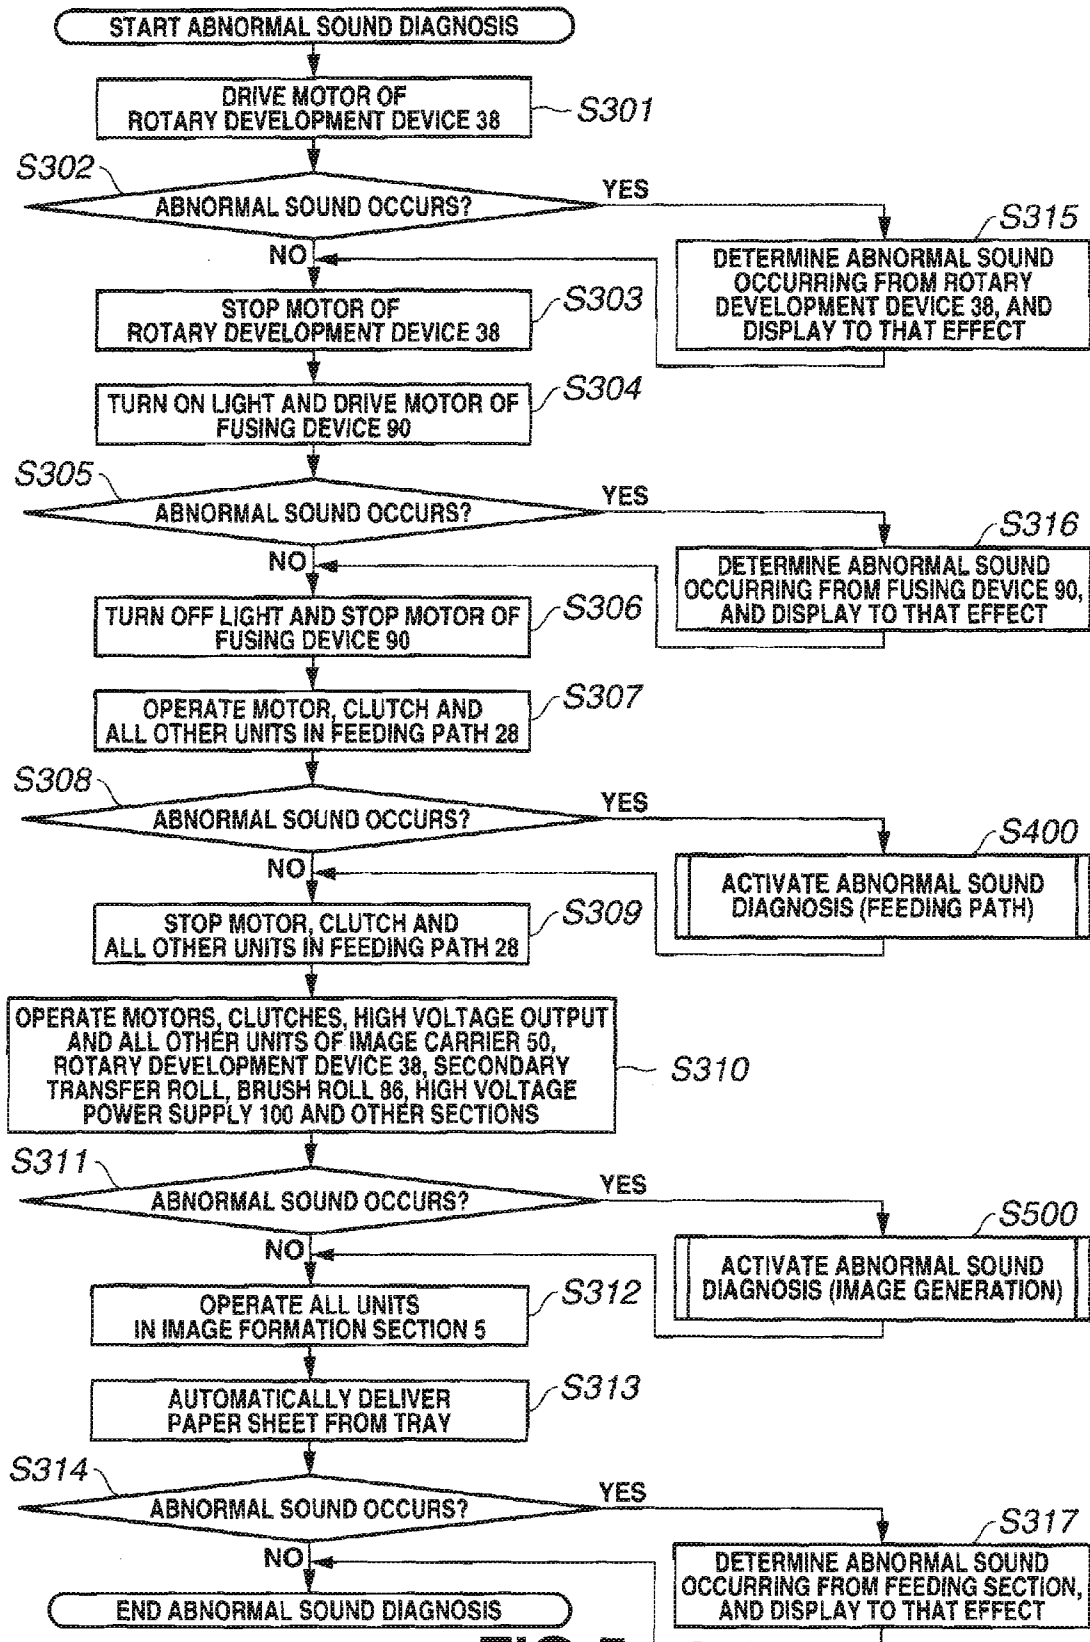 START ABNORMAL SOUND DIAGNOSIS
DRIVE MOTOR OF
ROTARY DEVELOPMENT DEVICE 38
S301
S302
ABNORMAL SOUND OCCURS?
YES
NO
S315
DETERMINE ABNORMAL SOUND
OCCURRING FROM ROTARY
DEVELOPMENT DEVICE 38, AND
DISPLAY TO THAT EFFECT
STOP MOTOR OF
ROTARY DEVELOPMENT DEVICE 38
S303
TURN ON LIGHT AND DRIVE MOTOR OF
FUSING DEVICE 90
S304
S305
ABNORMAL SOUND OCCURS?
YES
NO
S316
DETERMINE ABNORMAL SOUND
OCCURRING FROM FUSING DEVICE 90,
AND DISPLAY TO THAT EFFECT
TURN OFF LIGHT AND STOP MOTOR OF
FUSING DEVICE 90
S306
OPERATE MOTOR, CLUTCH AND
ALL OTHER UNITS IN FEEDING PATH 28
S307
S308
ABNORMAL SOUND OCCURS?
YES
NO
S400
ACTIVATE ABNORMAL SOUND
DIAGNOSIS (FEEDING PATH)
STOP MOTOR, CLUTCH AND
ALL OTHER UNITS IN FEEDING PATH 28
S309
OPERATE MOTORS, CLUTCHES, HIGH VOLTAGE OUTPUT
AND ALL OTHER UNITS OF IMAGE CARRIER 50,
ROTARY DEVELOPMENT DEVICE 38, SECONDARY
TRANSFER ROLL, BRUSH ROLL 86, HIGH VOLTAGE
POWER SUPPLY 100 AND OTHER SECTIONS
S310
S311
ABNORMAL SOUND OCCURS?
YES
NO
S500
ACTIVATE ABNORMAL SOUND
DIAGNOSIS (IMAGE GENERATION)
OPERATE ALL UNITS
IN IMAGE FORMATION SECTION 5
S312
AUTOMATICALLY DELIVER
PAPER SHEET FROM TRAY
S313
S314
ABNORMAL SOUND OCCURS?
YES
NO
S317
DETERMINE ABNORMAL SOUND
OCCURRING FROM FEEDING SECTION,
AND DISPLAY TO THAT EFFECT
END ABNORMAL SOUND DIAGNOSIS